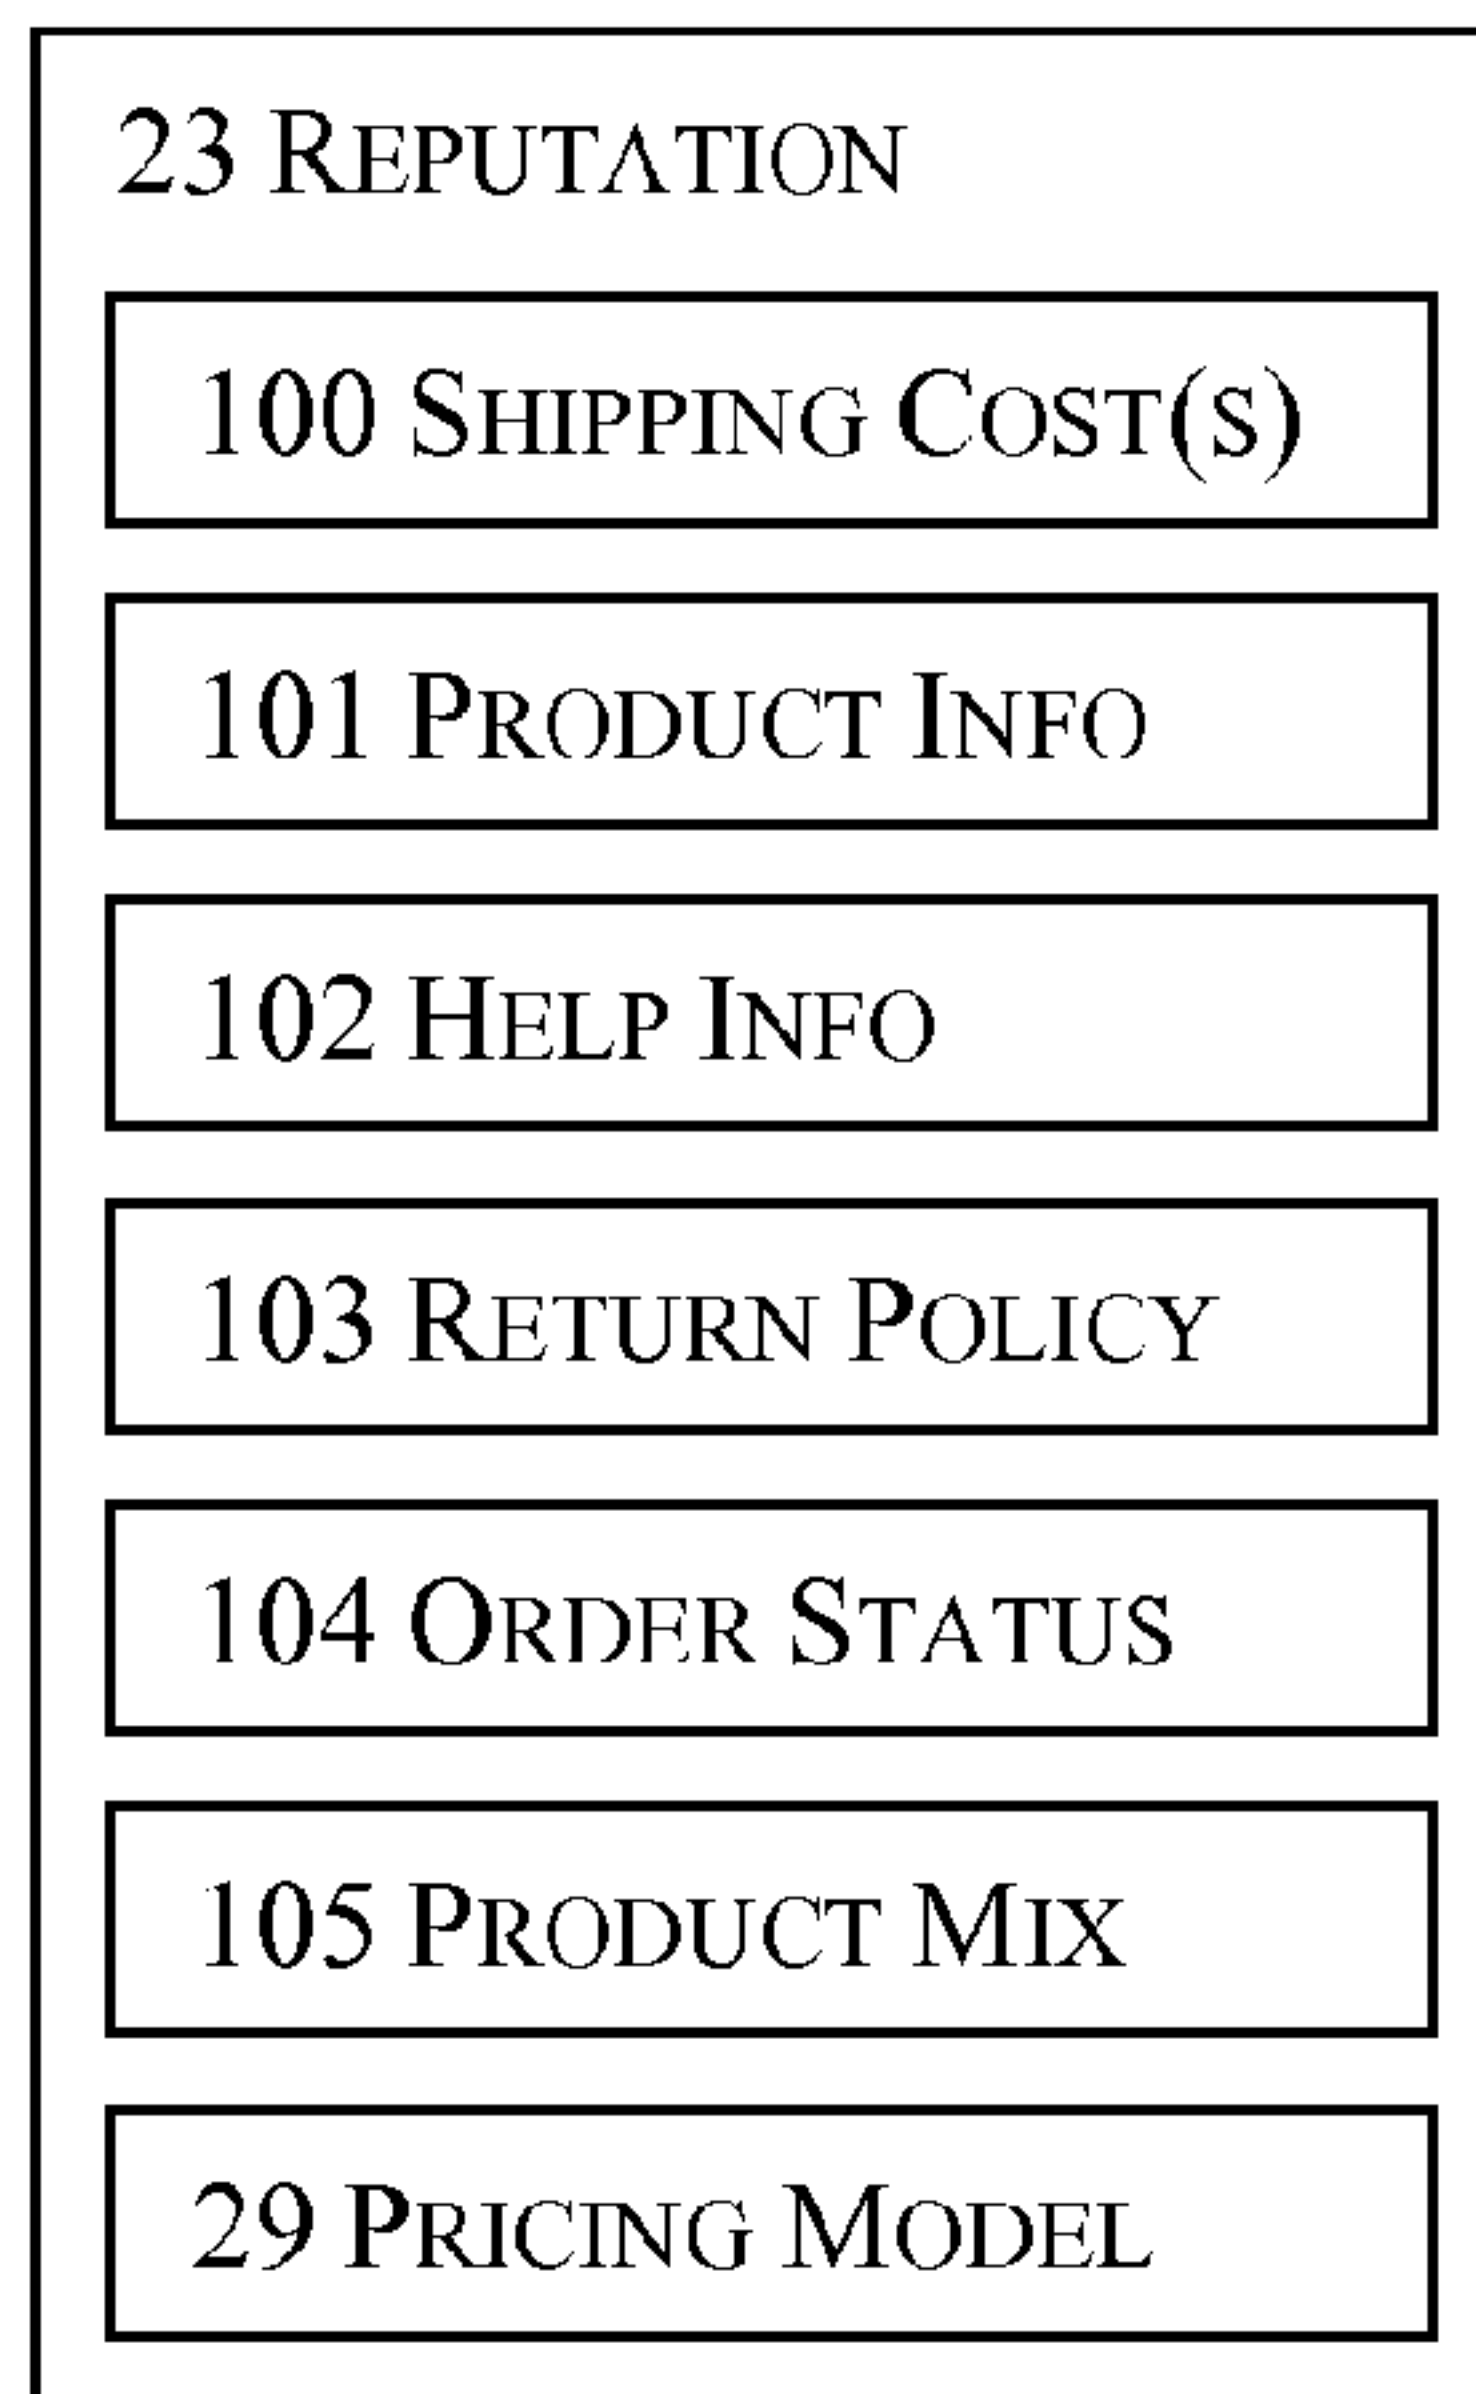 23 REPUTATION
100 SHIPPING COST(S)
101 PRODUCT INFO
102 HELP INFO
103 RETURN POLICY
104 ORDER STATUS
105 PRODUCT MIX
29 PRICING MODEL